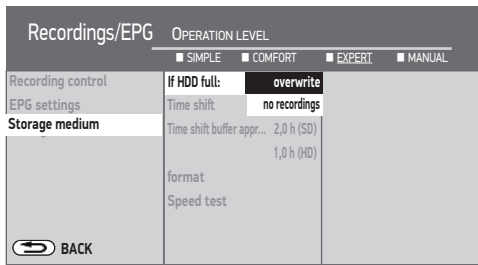 Recordings/EPG
OPERATION LEVEL
SIMPLE COMFORT EXPERT MANUAL
Recording control
EPG settings
Storage medium
If HDD full: overwrite
Time shift no recordings
Time shift buffer appr... 2,0 h (SD)
1,0 h (HD)
format
Speed test
BACK